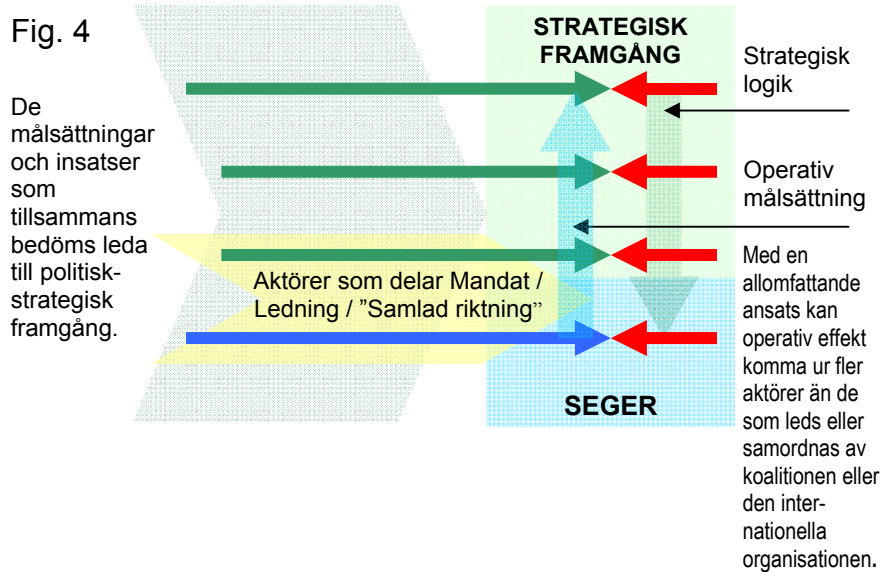 Fig. 4
De
målsättningar
och insatser
som
tillsammans
bedöms leda
till politisk-
strategisk
framgång.
STRATEGISK
FRAMGÅNG
Aktörer som delar Mandat /
Ledning / ”Samlad riktning”
SEGER
Strategisk
logik
Operativ
målsättning
Med en
allomfattande
ansats kan
operativ effekt
komma ur fler
aktörer än de
som leds eller
samordnas av
koalitionen eller
den inter-
nationella
organisationen.